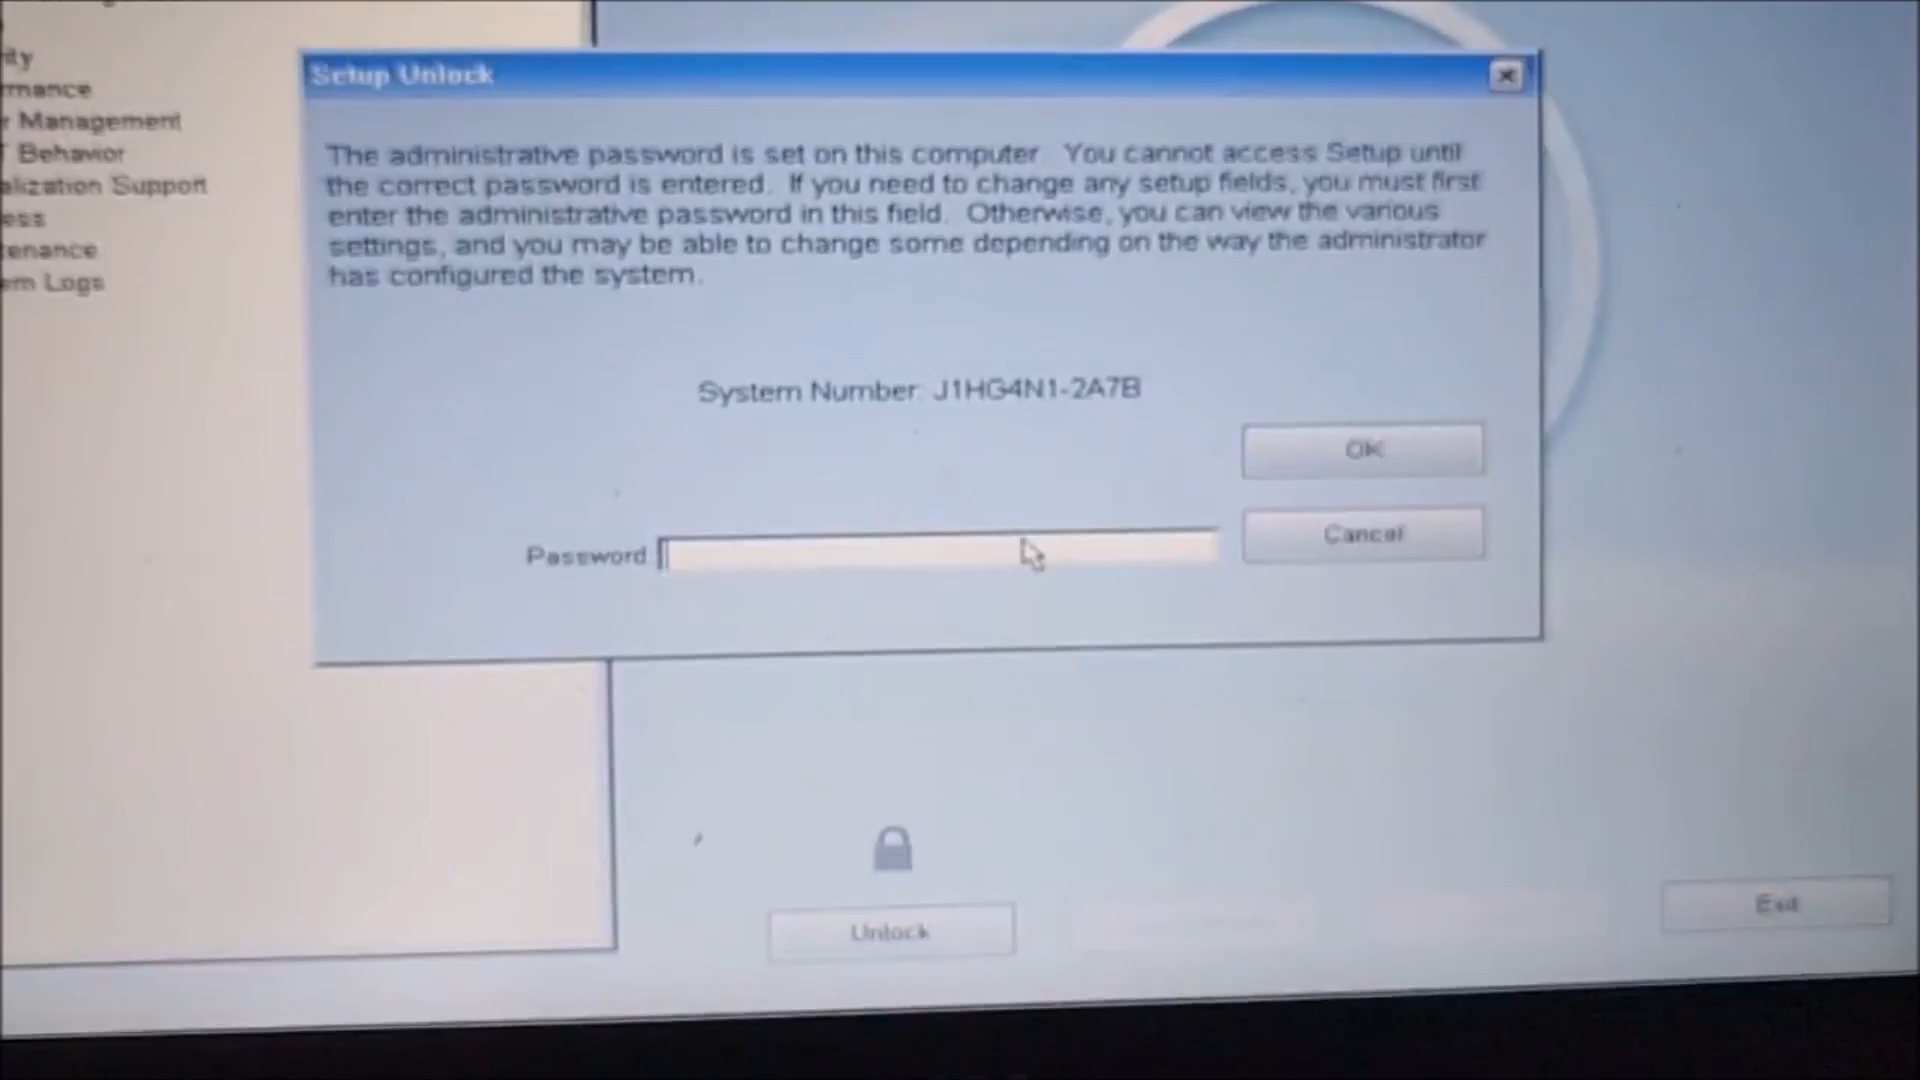 Setup Unlock
The administrative password is set on this computer. You cannot access Setup until
the correct password is entered. If you need to change any setup fields, you must first
enter the administrative password in this field. Otherwise, you can view the various
settings, and you may be able to change some depending on the way the administrator
has configured the system.
System Number: J1HG4N1-2A7B
OK
Password
Cancel
Unlock
Exit
ity
rmance
r Management
T Behavior
alization Support
ess
tenance
em Logs